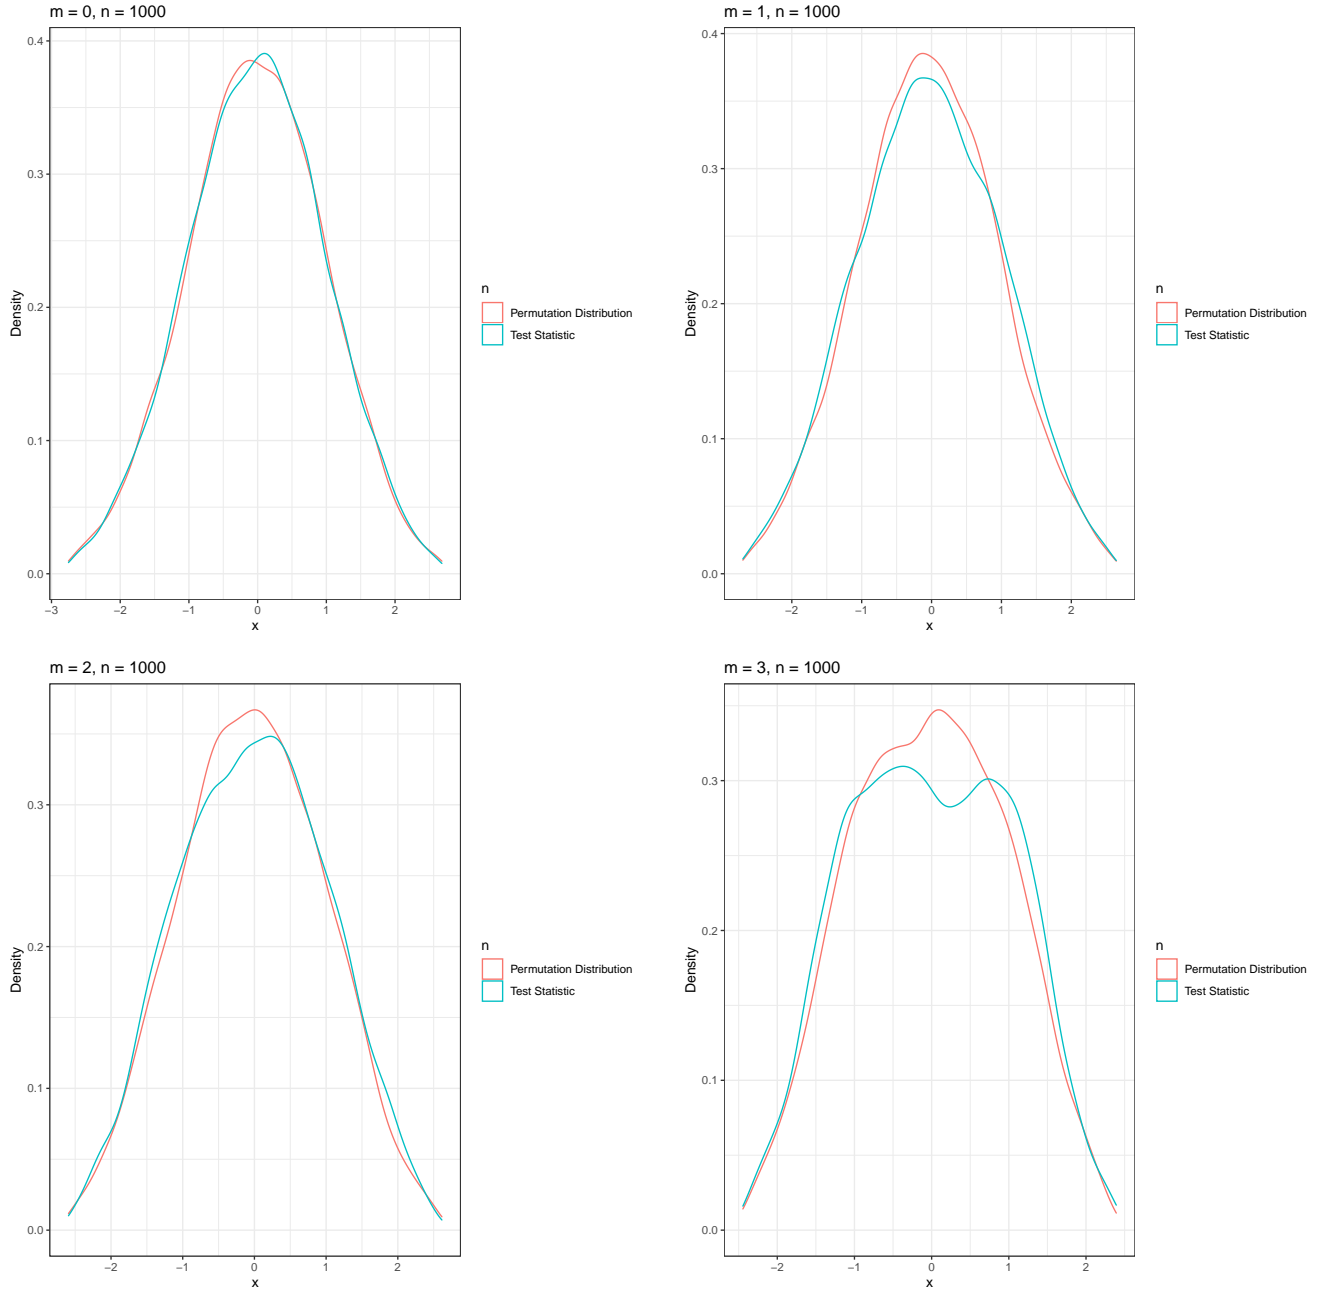 m = 0, n = 1000
0.4
0.3
0.2
0.1
0.0
Density
−3 −2 −1 0 1 2
x
n
Permutation Distribution
Test Statistic
m = 1, n = 1000
0.4
0.3
0.2
0.1
0.0
Density
−2 −1 0 1 2
x
n
Permutation Distribution
Test Statistic
m = 2, n = 1000
0.3
0.2
0.1
0.0
Density
−2 −1 0 1 2
x
n
Permutation Distribution
Test Statistic
m = 3, n = 1000
0.3
0.2
0.1
0.0
Density
−2 −1 0 1 2
x
n
Permutation Distribution
Test Statistic